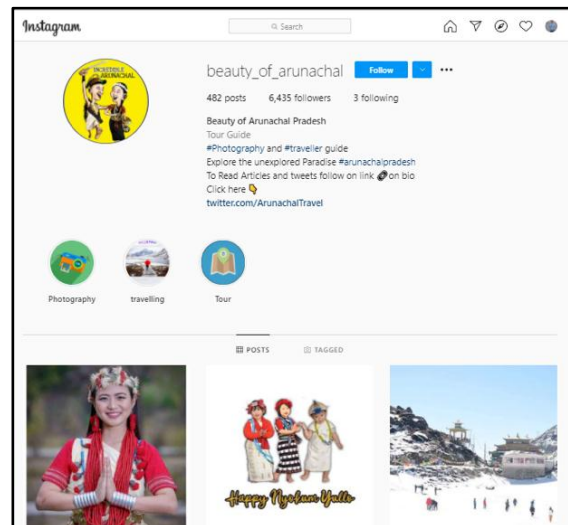 Instagram
Search
beauty_of_arunachal Follow
482 posts 6,435 followers 3 following
Beauty of Arunachal Pradesh
Tour Guide
#Photography and #traveller guide
Explore the unexplored Paradise #arunachalpradesh
To Read Articles and tweets follow on link on bio
Click here
twitter.com/ArunachalTravel
INCREDIBLE
ARUNACHAL
Photography travelling Tour
POSTS TAGGED
Happy Nyokum Yullo